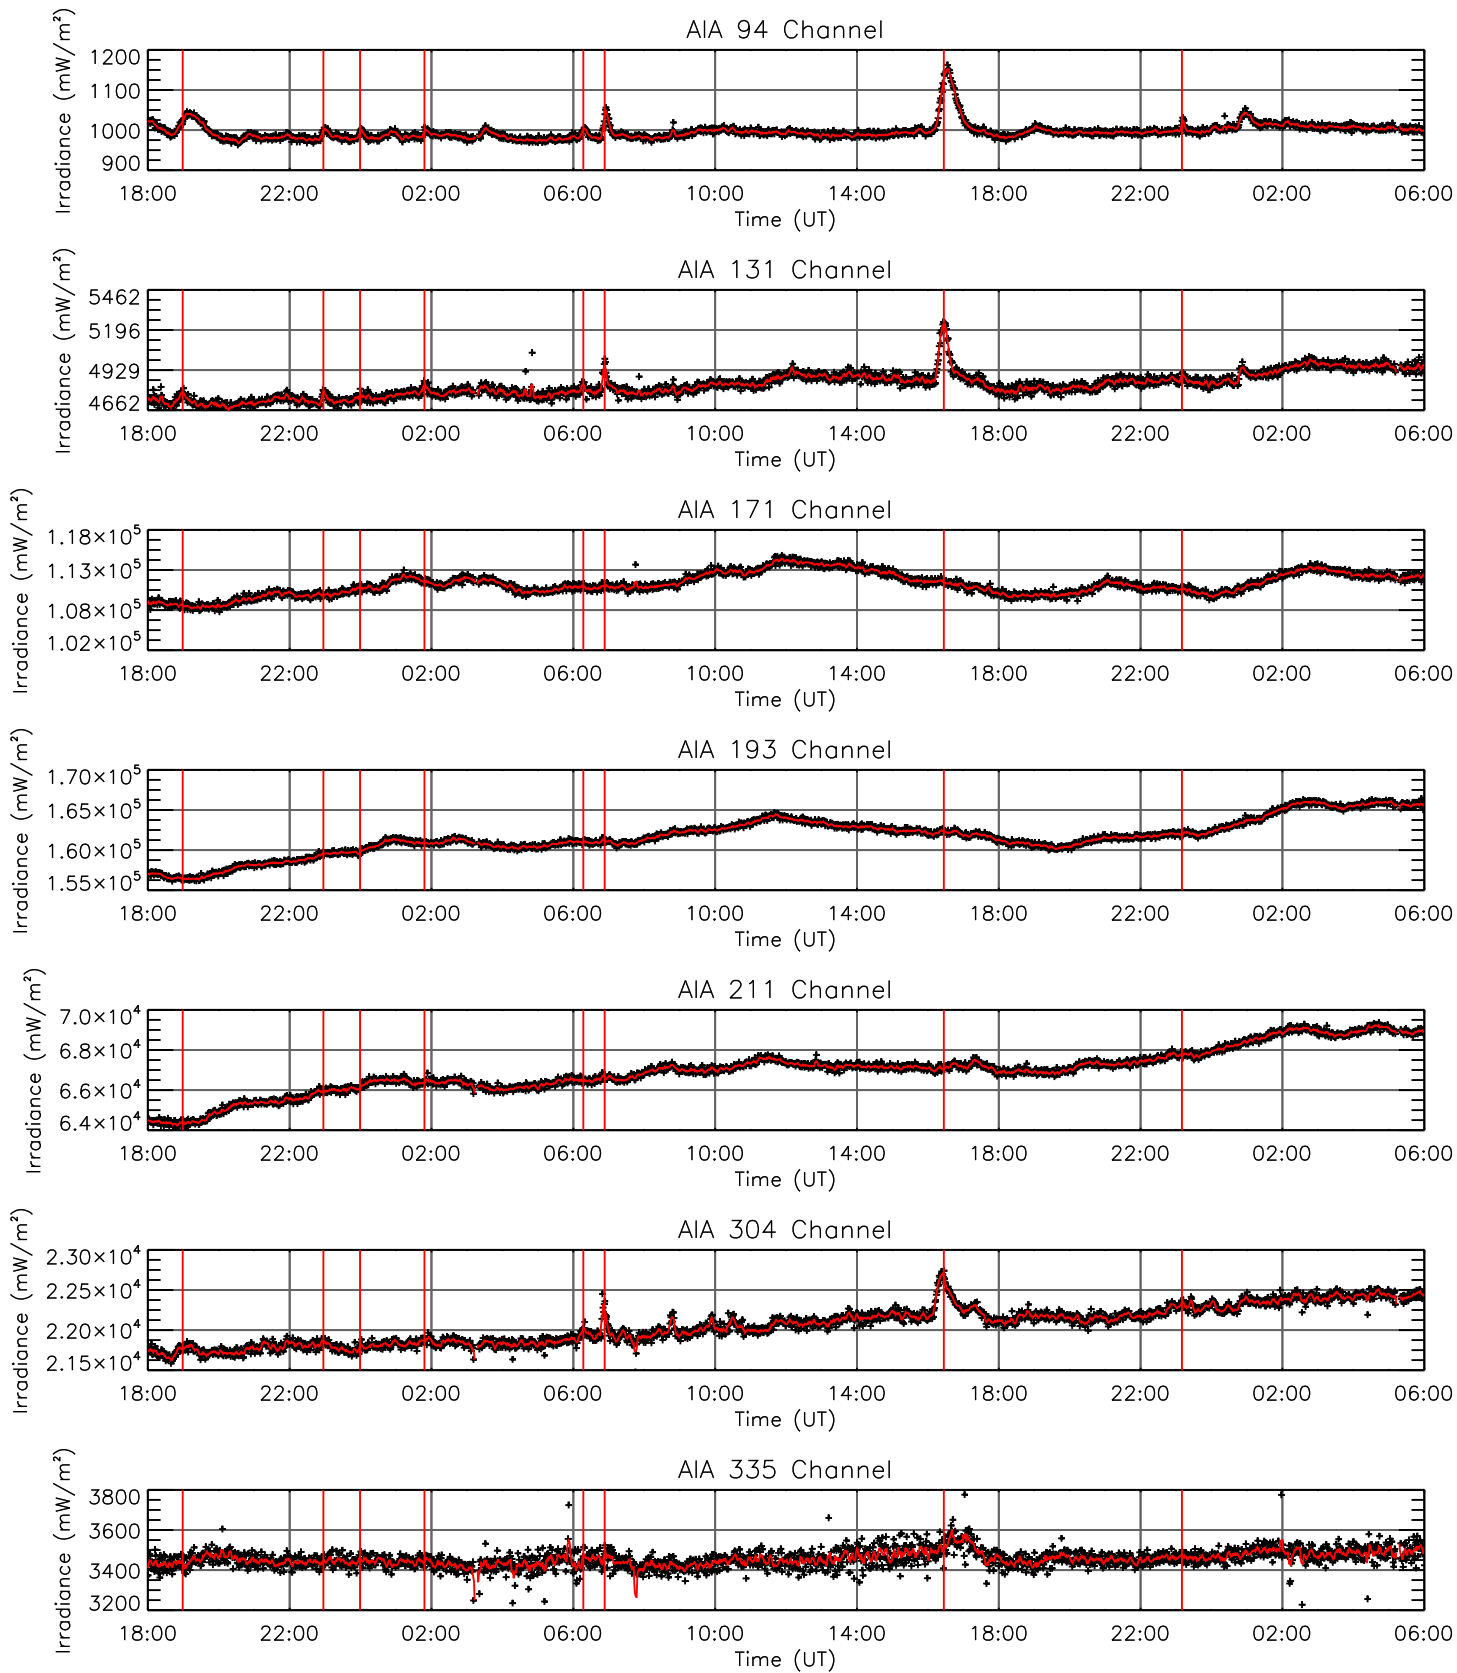 AIA 94 Channel
Irradiance (mW/m²)
1200
1100
1000
900
18:00 22:00 02:00 06:00 10:00 14:00 18:00 22:00 02:00 06:00
Time (UT)
AIA 131 Channel
Irradiance (mW/m²)
5462
5196
4929
4662
18:00 22:00 02:00 06:00 10:00 14:00 18:00 22:00 02:00 06:00
Time (UT)
AIA 171 Channel
Irradiance (mW/m²)
1.18×10⁵
1.13×10⁵
1.08×10⁵
1.02×10⁵
18:00 22:00 02:00 06:00 10:00 14:00 18:00 22:00 02:00 06:00
Time (UT)
AIA 193 Channel
Irradiance (mW/m²)
1.70×10⁵
1.65×10⁵
1.60×10⁵
1.55×10⁵
18:00 22:00 02:00 06:00 10:00 14:00 18:00 22:00 02:00 06:00
Time (UT)
AIA 211 Channel
Irradiance (mW/m²)
7.0×10⁴
6.8×10⁴
6.6×10⁴
6.4×10⁴
18:00 22:00 02:00 06:00 10:00 14:00 18:00 22:00 02:00 06:00
Time (UT)
AIA 304 Channel
Irradiance (mW/m²)
2.30×10⁴
2.25×10⁴
2.20×10⁴
2.15×10⁴
18:00 22:00 02:00 06:00 10:00 14:00 18:00 22:00 02:00 06:00
Time (UT)
AIA 335 Channel
Irradiance (mW/m²)
3800
3600
3400
3200
18:00 22:00 02:00 06:00 10:00 14:00 18:00 22:00 02:00 06:00
Time (UT)